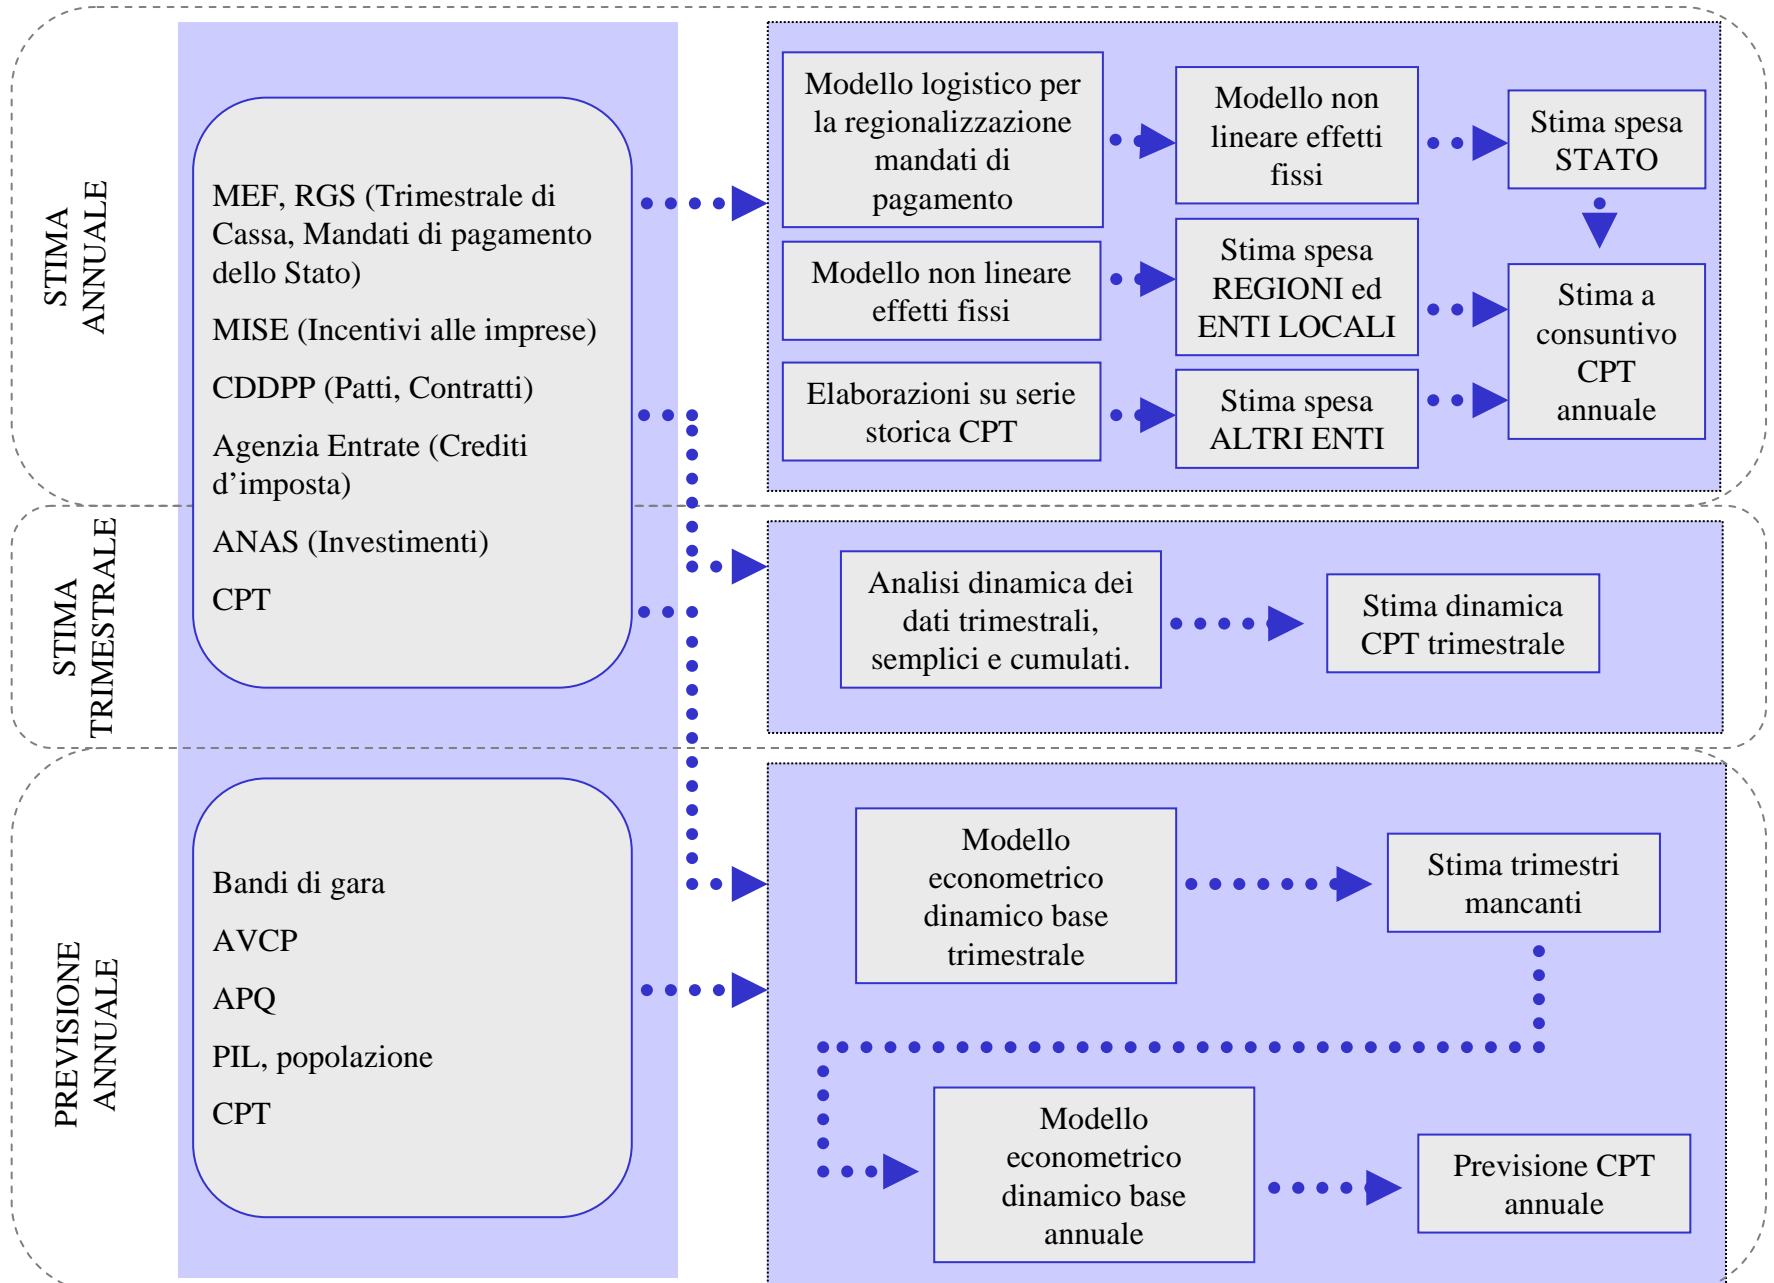 STIMA
ANNUALE
MEF, RGS (Trimestrale di
Cassa, Mandati di pagamento
dello Stato)
MISE (Incentivi alle imprese)
CDDPP (Patti, Contratti)
Agenzia Entrate (Crediti
d’imposta)
ANAS (Investimenti)
CPT
Modello logistico per
la regionalizzazione
mandati di
pagamento
Modello non
lineare effetti
fissi
Stima spesa
STATO
Modello non lineare
effetti fissi
Stima spesa
REGIONI ed
ENTI LOCALI
Stima a
consuntivo
CPT
annuale
Elaborazioni su serie
storica CPT
Stima spesa
ALTRI ENTI
STIMA
TRIMESTRALE
Analisi dinamica dei
dati trimestrali,
semplici e cumulati.
Stima dinamica
CPT trimestrale
PREVISIONE
ANNUALE
Bandi di gara
AVCP
APQ
PIL, popolazione
CPT
Modello
econometrico
dinamico base
trimestrale
Stima trimestri
mancanti
Modello
econometrico
dinamico base
annuale
Previsione CPT
annuale